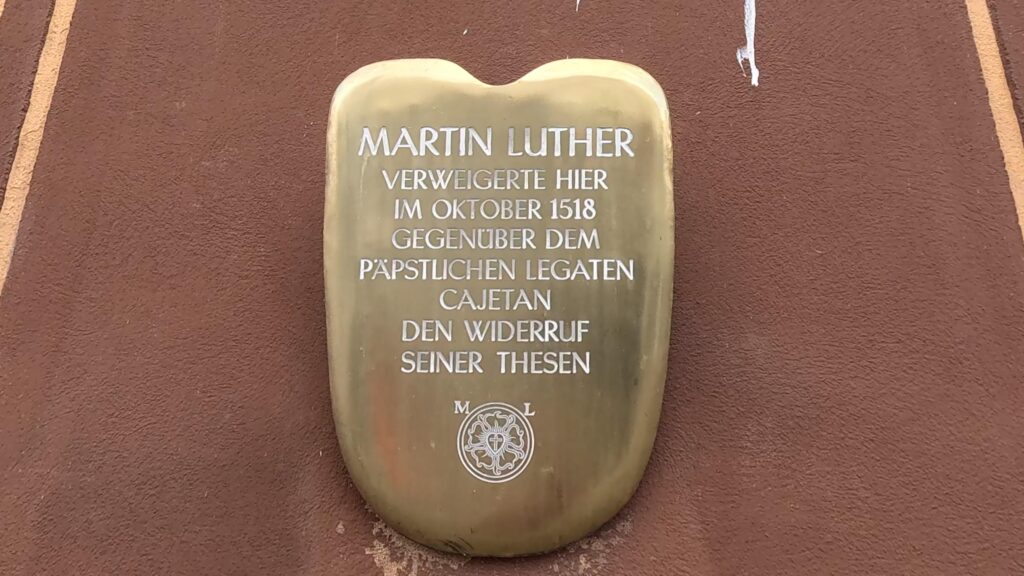 MARTIN LUTHER
VERWEIGERTE HIER
IM OKTOBER 1518
GEGENÜBER DEM
PÄPSTLICHEN LEGATEN
CAJETAN
DEN WIDERRUF
SEINER THESEN
M L